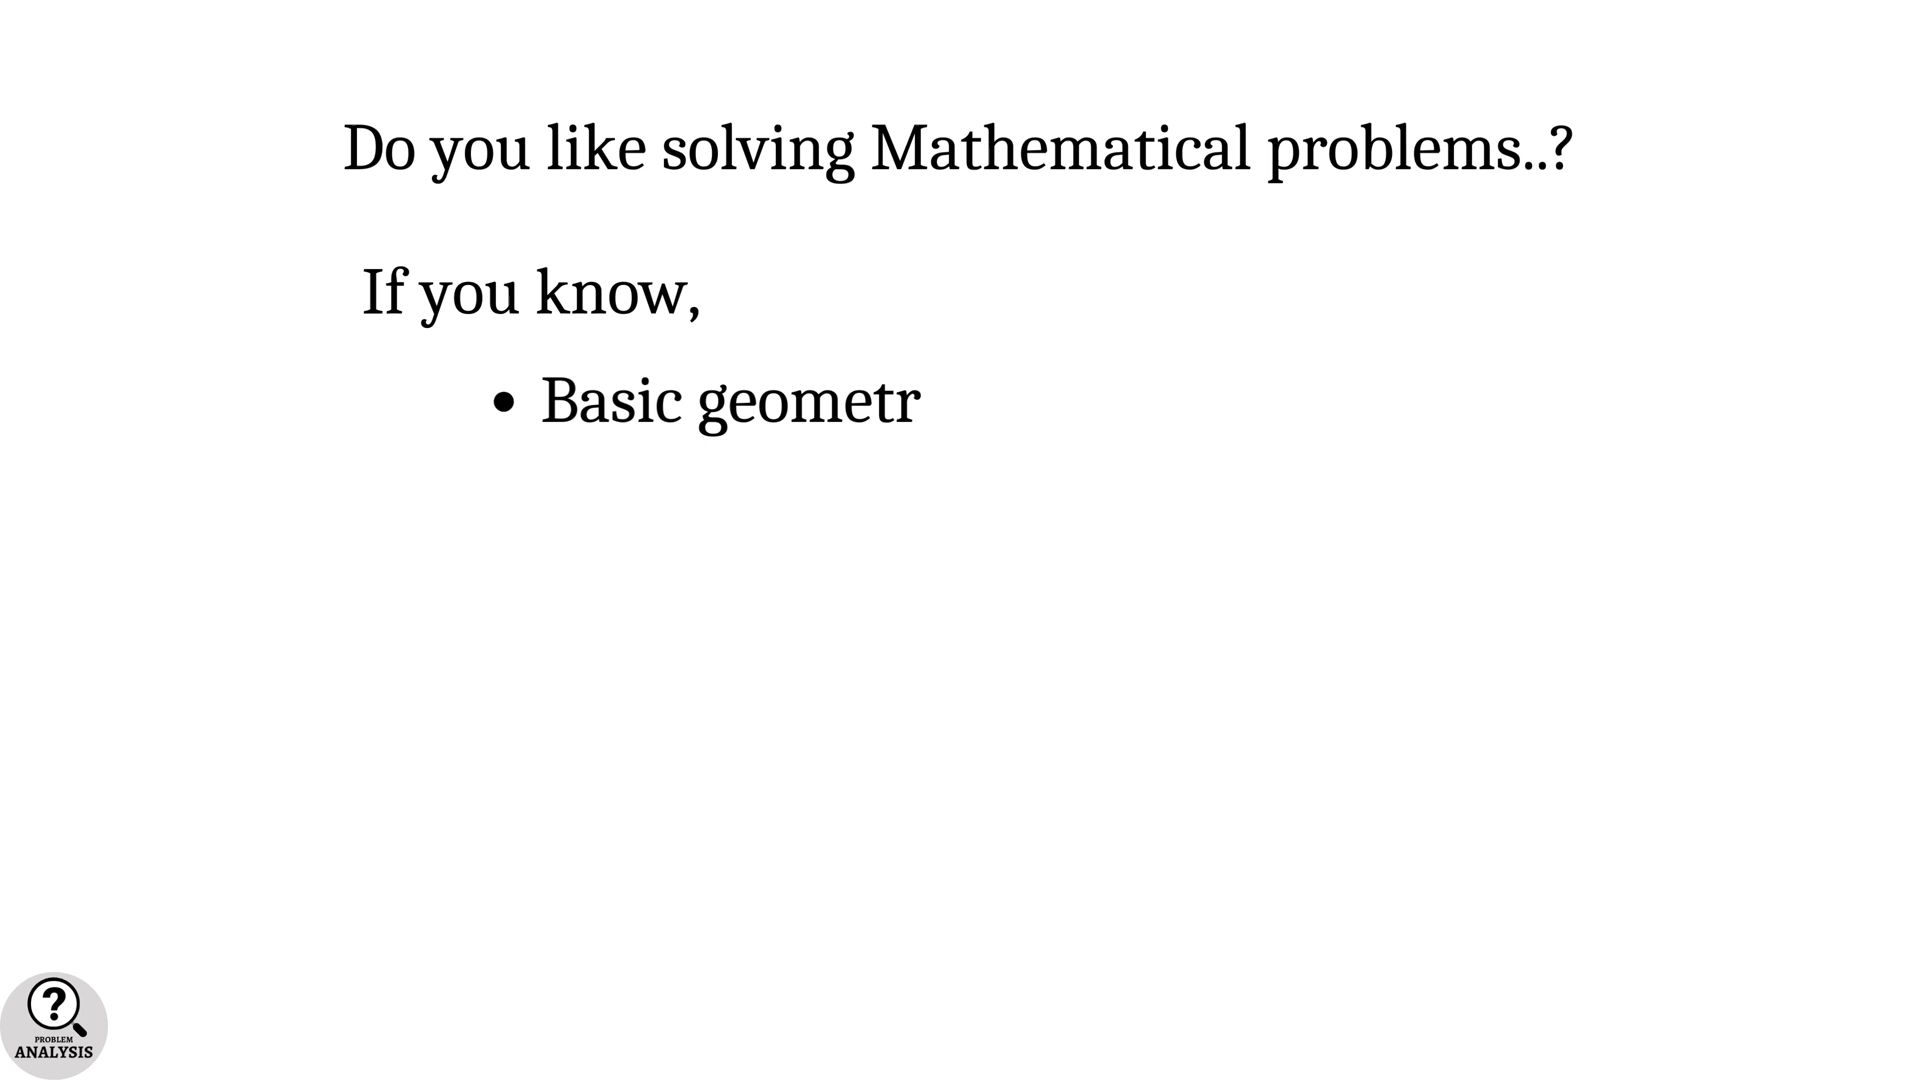 Do you like solving Mathematical problems..?
If you know,
• Basic geometr
?
PROBLEM
ANALYSIS